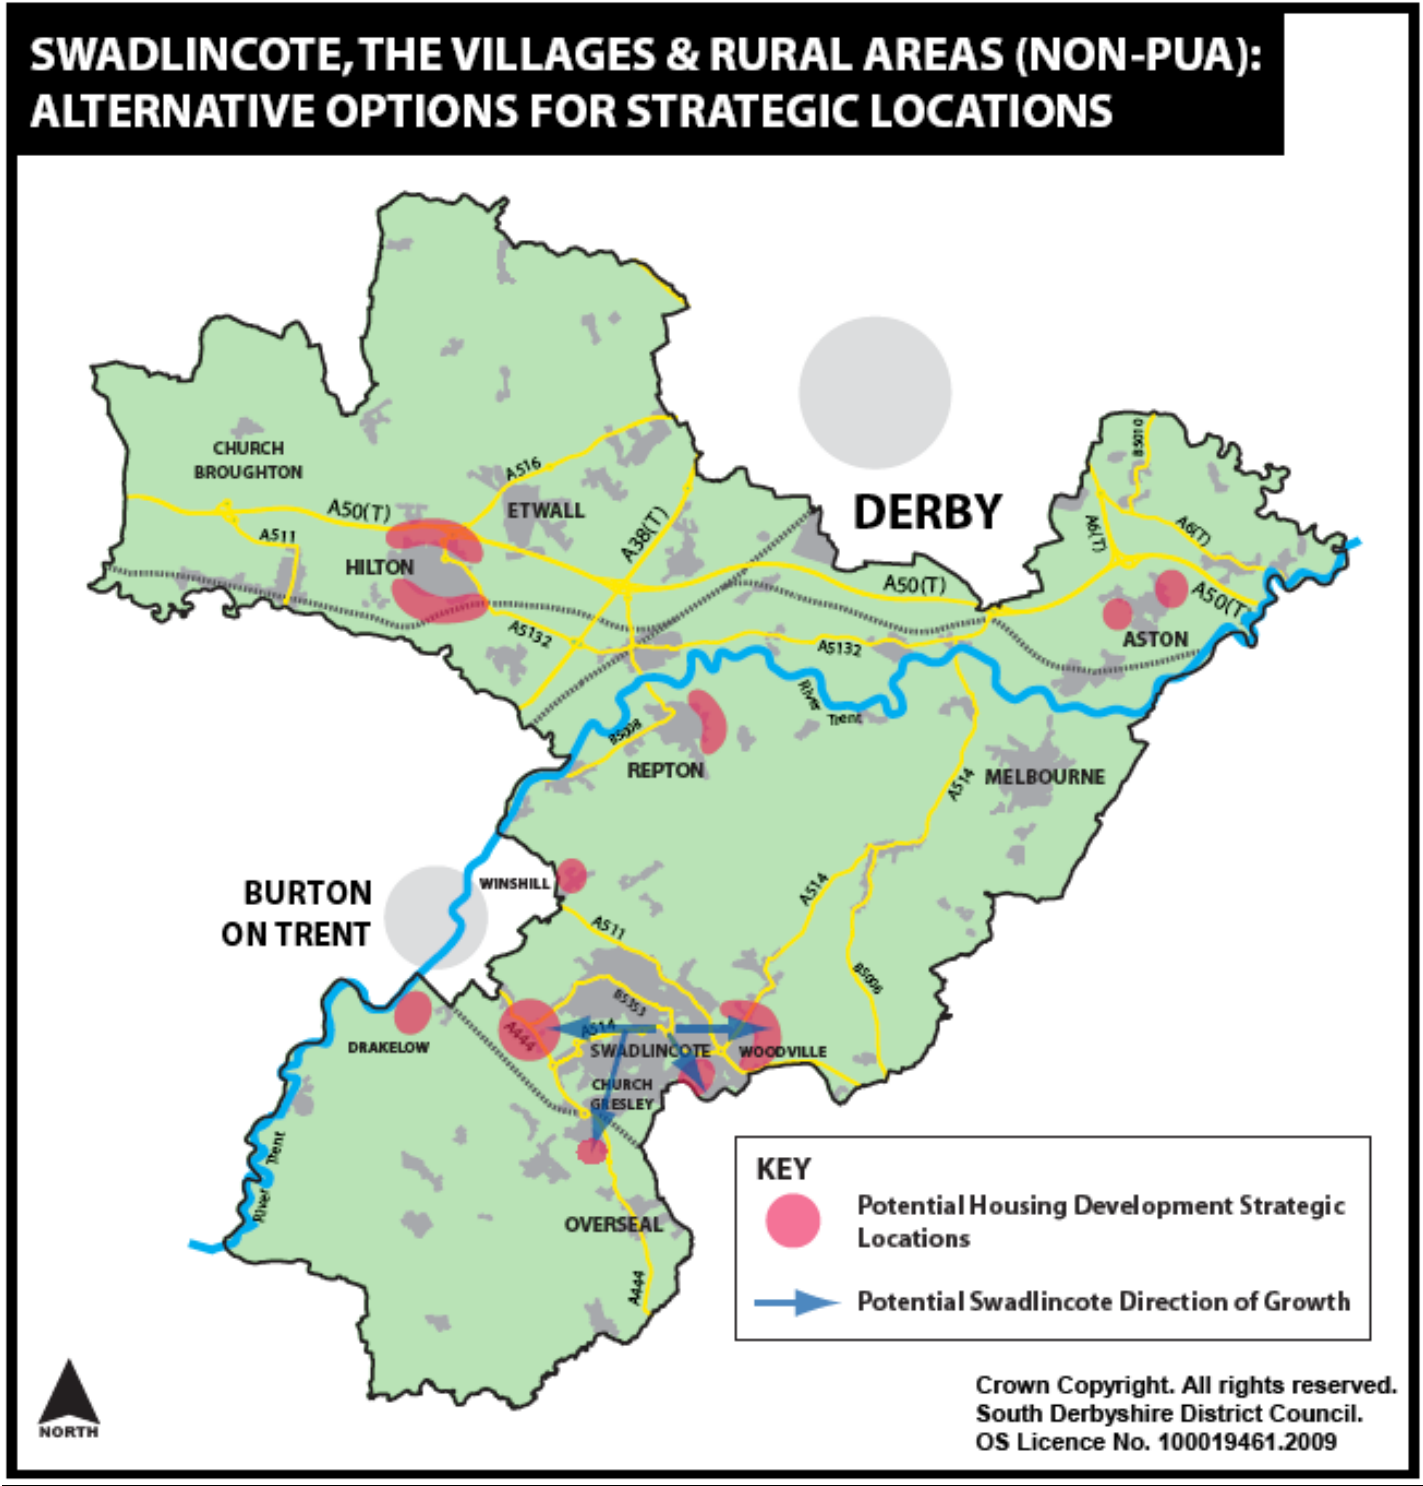 SWADLINCOTE, THE VILLAGES & RURAL AREAS (NON-PUA):
ALTERNATIVE OPTIONS FOR STRATEGIC LOCATIONS
CHURCH
BROUGHTON
A516
A50(T)
ETWALL
A511
A38(T)
HILTON
A5132
DERBY
A50(T)
B5010
A6(T)
A6(T)
A50(T)
ASTON
A5132
River
Trent
B5008
REPTON
MELBOURNE
A514
BURTON
ON TRENT
WINSHILL
A514
A511
B5006
DRAKELOW
B5353
A444
A514
SWADLINCOTE
WOODVILLE
CHURCH
GRESLEY
River Trent
OVERSEAL
A444
KEY
Potential Housing Development Strategic
Locations
Potential Swadlincote Direction of Growth
NORTH
Crown Copyright. All rights reserved.
South Derbyshire District Council.
OS Licence No. 100019461.2009